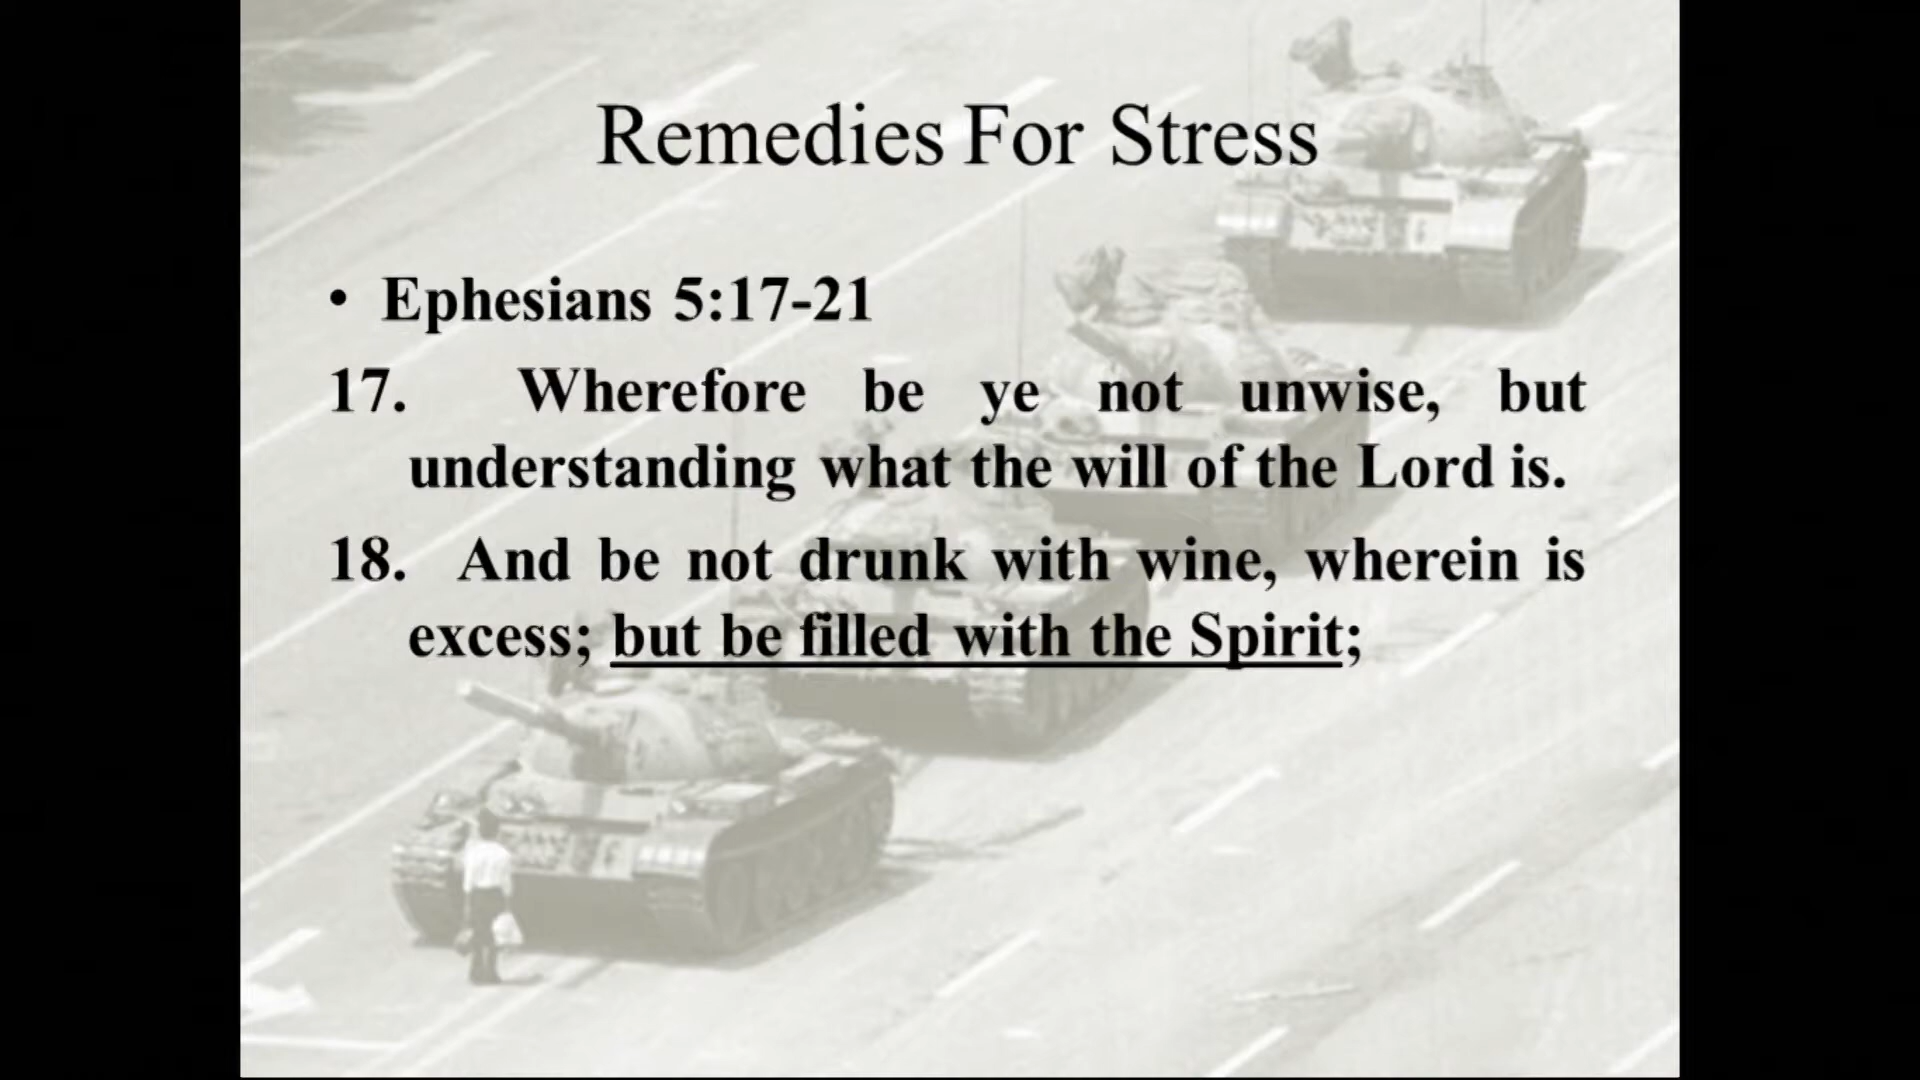 Remedies For Stress
• Ephesians 5:17-21
17. Wherefore be ye not unwise, but
understanding what the will of the Lord is.
18. And be not drunk with wine, wherein is
excess; but be filled with the Spirit;